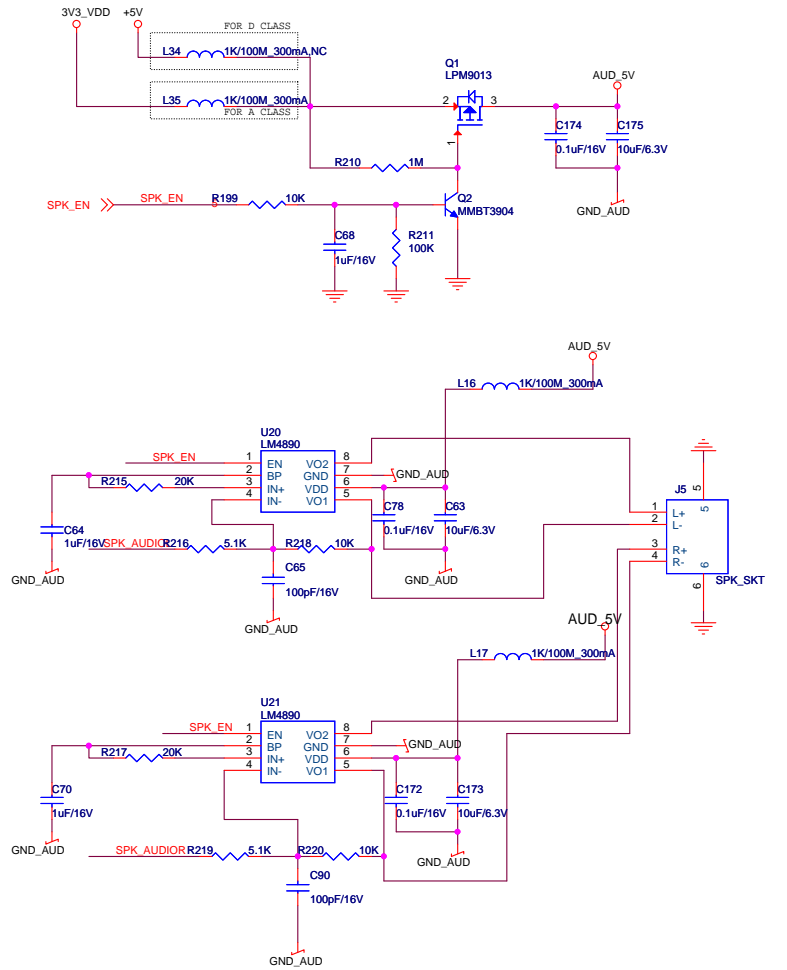 3V3_VDD
+5V
FOR D CLASS
L34
1K/100M_300mA,NC
L35
1K/100M_300mA
FOR A CLASS
Q1
LPM9013
2
3
1
AUD_5V
C174
0.1uF/16V
C175
10uF/6.3V
GND_AUD
R210
1M
SPK_EN
SPK_EN
R199
10K
Q2
MMBT3904
C68
1uF/16V
R211
100K
AUD_5V
L16
1K/100M_300mA
U20
LM4890
SPK_EN
1
2
3
4
EN
BP
IN+
IN-
VO2
GND
VDD
VO1
8
7
6
5
GND_AUD
R215
20K
C64
1uF/16V
GND_AUD
R216
5.1K
R218
10K
C65
100pF/16V
GND_AUD
C78
0.1uF/16V
C63
10uF/6.3V
GND_AUD
J5
5
5
1
2
3
4
L+
L-
R+
R-
6
6
SPK_SKT
AUD_5V
L17
1K/100M_300mA
U21
LM4890
SPK_EN
1
2
3
4
EN
BP
IN+
IN-
VO2
GND
VDD
VO1
8
7
6
5
GND_AUD
R217
20K
C70
1uF/16V
GND_AUD
SPK_AUDIOR
R219
5.1K
R220
10K
C90
100pF/16V
GND_AUD
C172
0.1uF/16V
C173
10uF/6.3V
GND_AUD